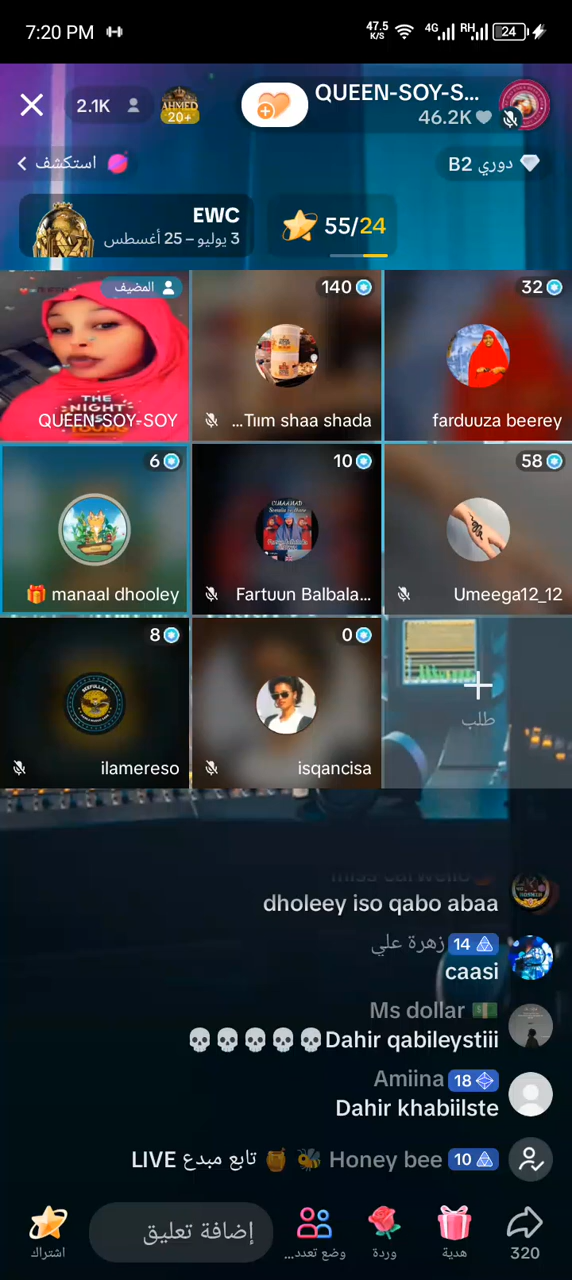 7:20 PM
47.5 K/S
4G
RH
24
2.1K
AHMED
20+
QUEEN-SOY-S...
46.2K
استكشف
دوري B2
EWC
3 يوليو – 25 أغسطس
55/24
المضيف
THE
NIGHT
QUEEN-SOY-SOY
140
Tıım shaa shada...
32
farduuza beerey
6
manaal dhooley
10
Fartuun Balbala...
58
Umeega12_12
8
ilamereso
0
isqancisa
طلب
dholeey iso qabo abaa
زهرة علي 14
caasi
Ms dollar 💵
Dahir qabileystiii💀💀💀💀💀
Amiina 18
Dahir khabiilste
10 Honey bee 🐝 🍯 تابع مبدع LIVE
إضافة تعليق
اشتراك
وضع تعدد...
وردة
هدية
320